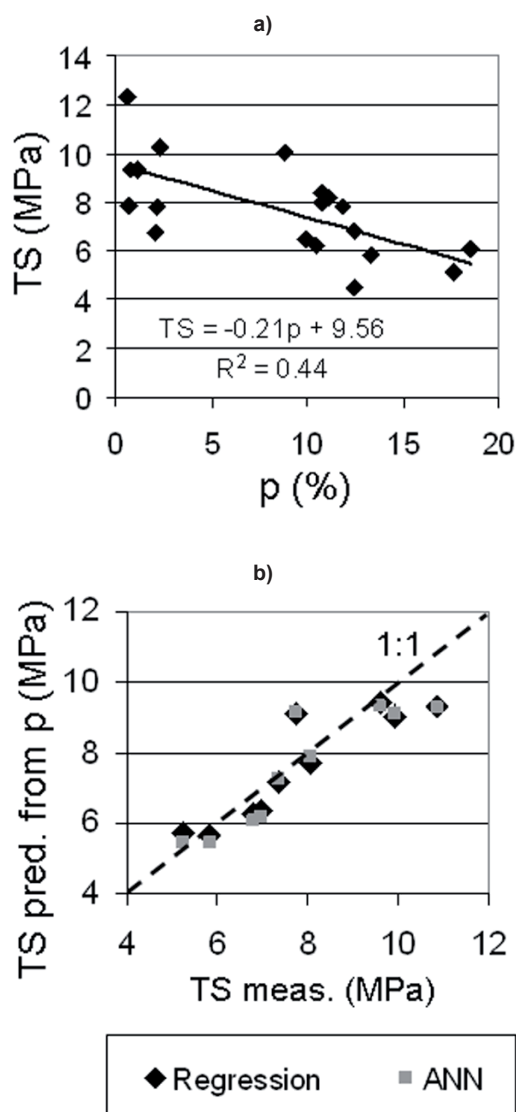 a)
14
12
10
8
6
4
2
0
TS (MPa)
TS = -0.21p + 9.56
R² = 0.44
0 5 10 15 20
p (%)
b)
12
10
8
6
4
TS pred. from p (MPa)
1:1
4 6 8 10 12
TS meas. (MPa)
Regression ANN